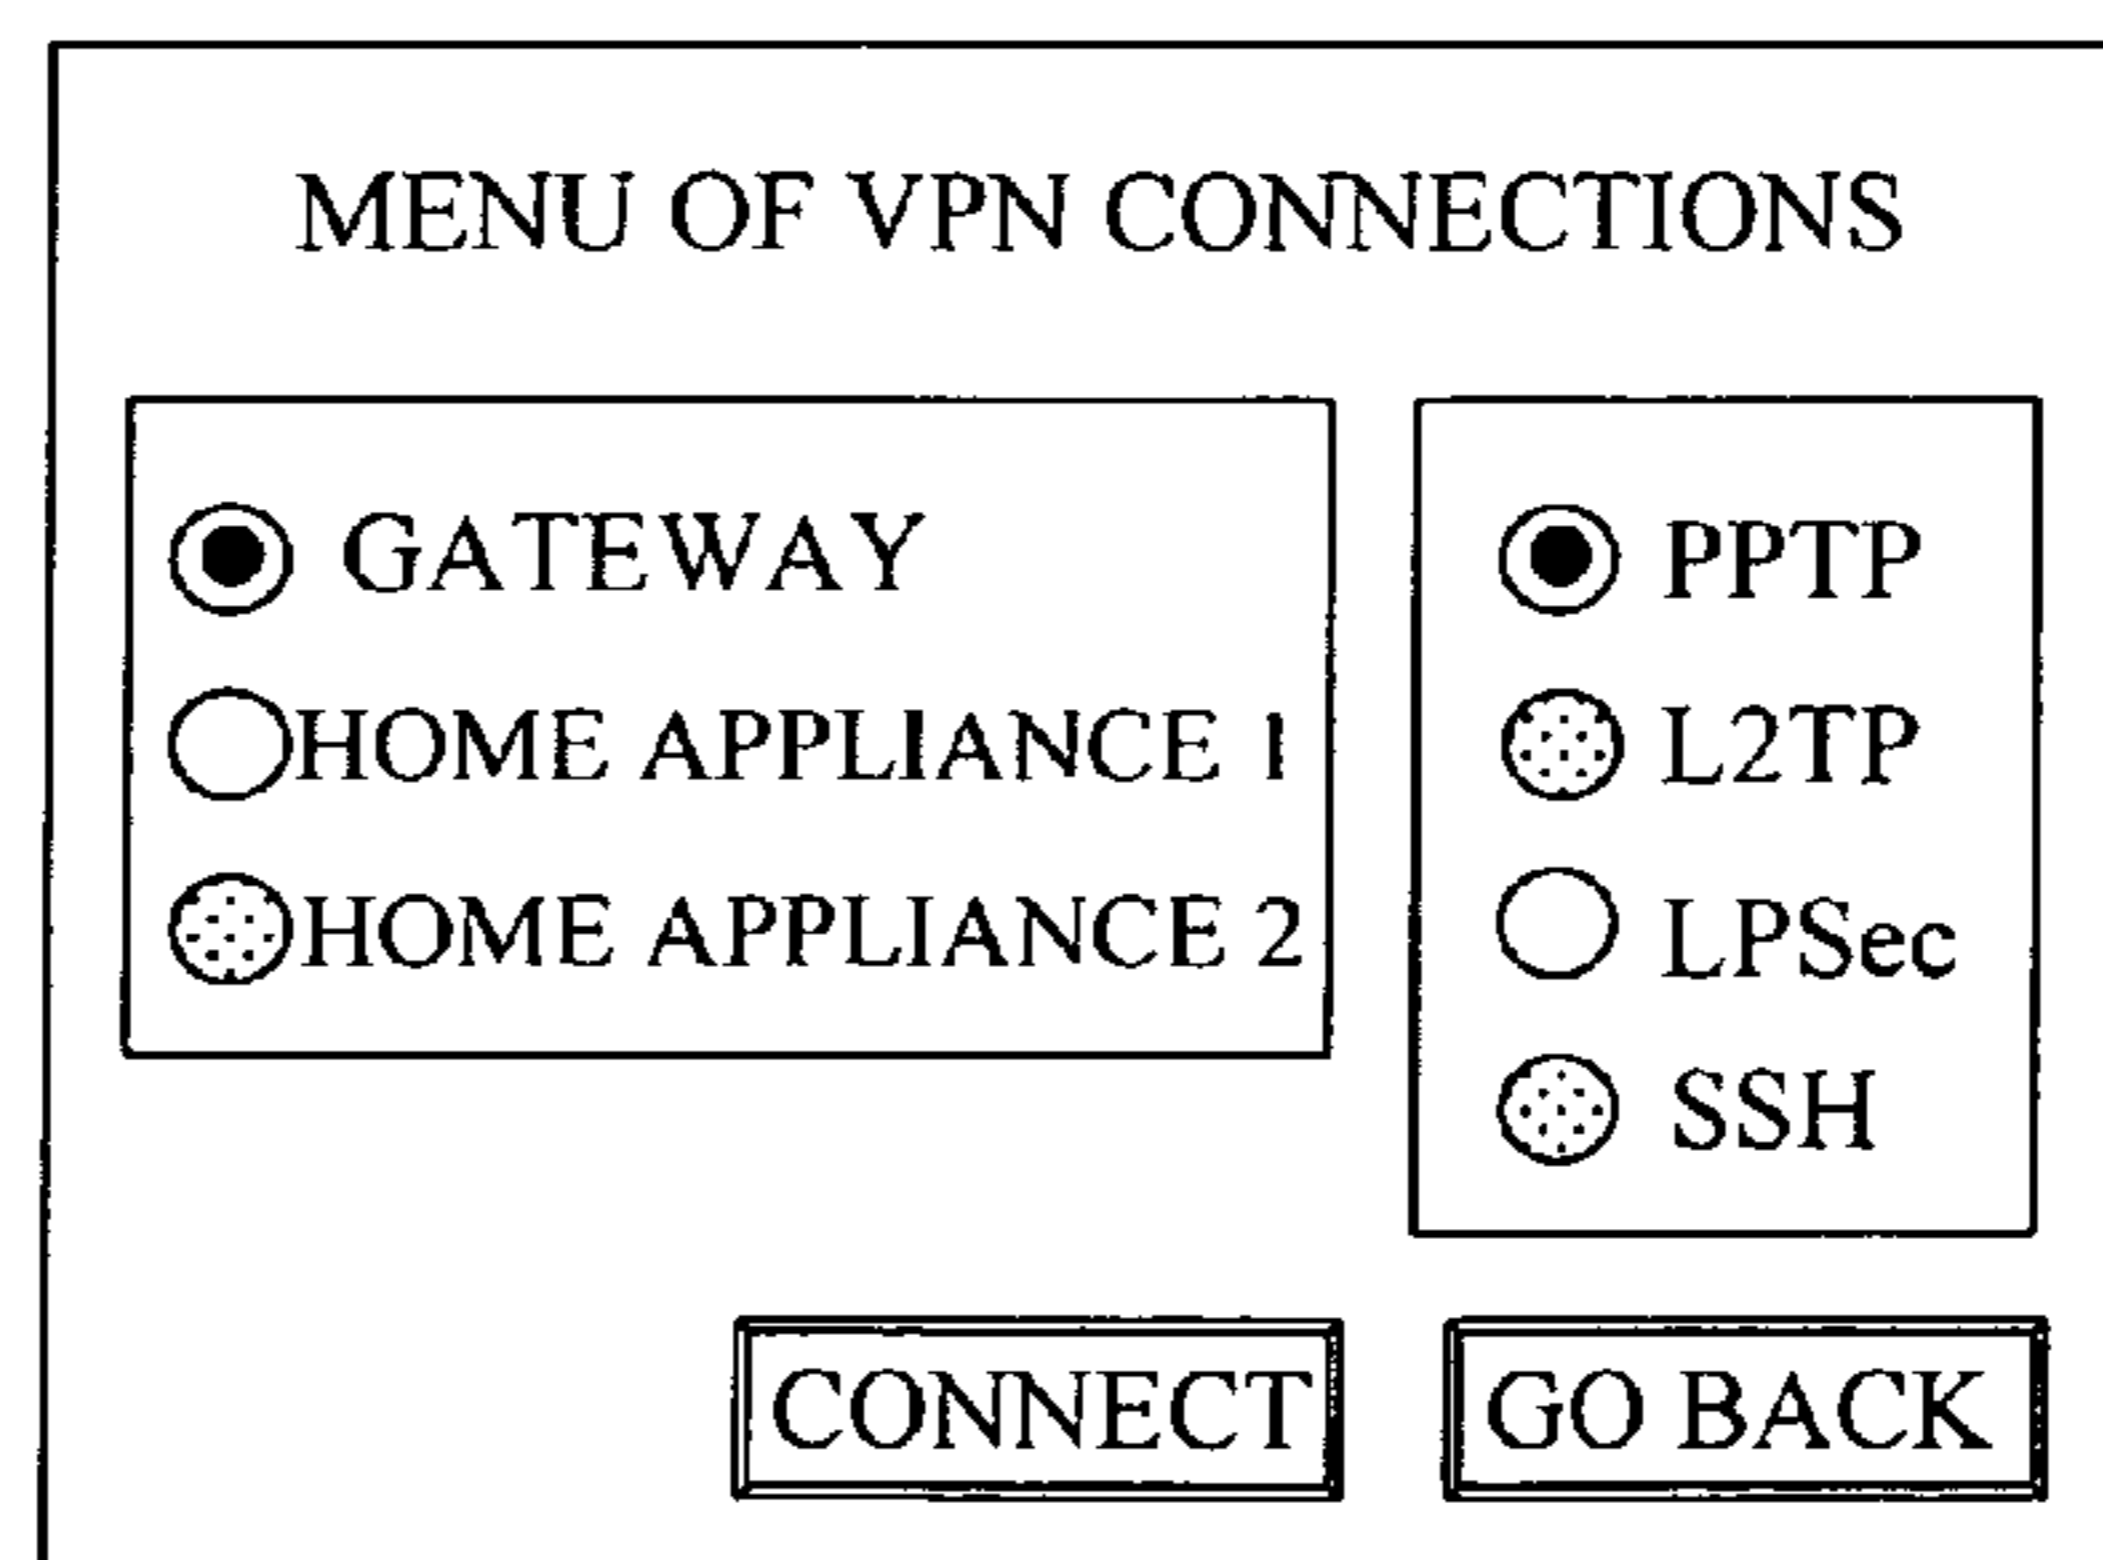 MENU OF VPN CONNECTIONS
GATEWAY
HOME APPLIANCE 1
HOME APPLIANCE 2
PPTP
L2TP
LPSec
SSH
CONNECT
GO BACK